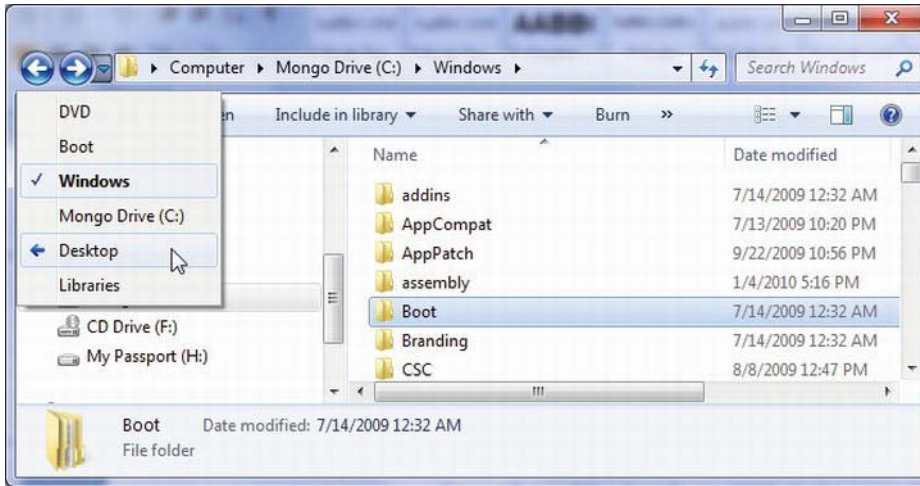 AABB
Computer Mongo Drive (C:) Windows
Search Windows
Include in library
Share with
Burn
»
DVD
Boot
Windows
Mongo Drive (C:)
Desktop
Libraries
CD Drive (F:)
My Passport (H:)
Name Date modified
addins 7/14/2009 12:32 AM
AppCompat 7/13/2009 10:20 PM
AppPatch 9/22/2009 10:56 PM
assembly 1/4/2010 5:16 PM
Boot 7/14/2009 12:32 AM
Branding 7/14/2009 12:32 AM
CSC 8/8/2009 12:47 PM
Boot Date modified: 7/14/2009 12:32 AM
File folder